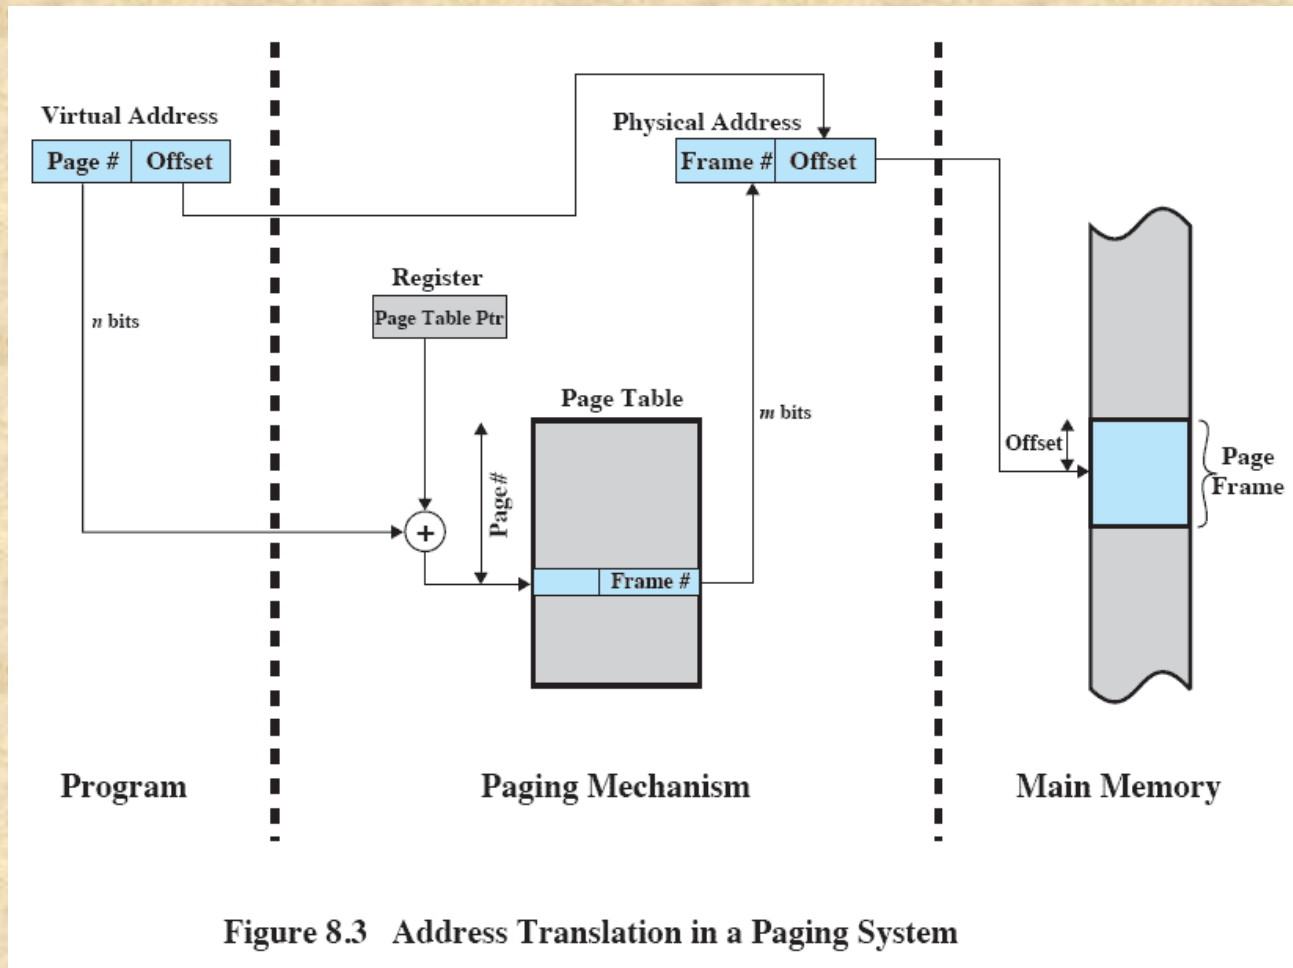 Virtual Address
Page # Offset
Physical Address
Frame # Offset
n bits
Register
Page Table Ptr
Page Table
m bits
Page#
Offset
Page
Frame
+
Frame #
Program
Paging Mechanism
Main Memory
Figure 8.3 Address Translation in a Paging System